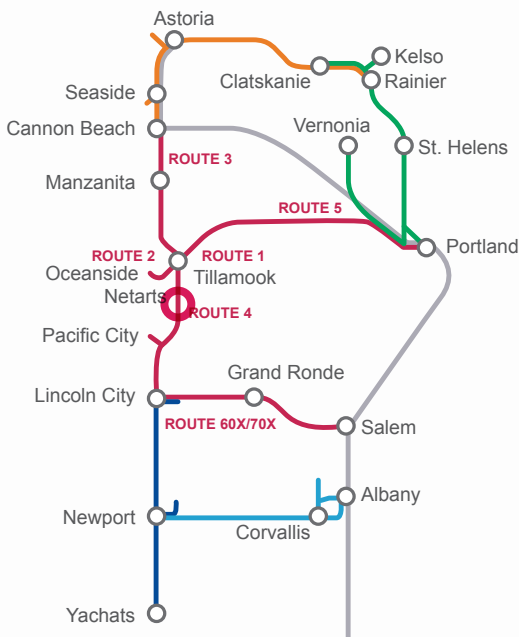 Astoria
Kelso
Clatskanie
Rainier
Seaside
Vernonia
Cannon Beach
St. Helens
ROUTE 3
Manzanita
ROUTE 5
Portland
ROUTE 2
ROUTE 1
Oceanside
Tillamook
Netarts
ROUTE 4
Pacific City
Grand Ronde
Lincoln City
ROUTE 60X/70X
Salem
Albany
Newport
Corvallis
Yachats